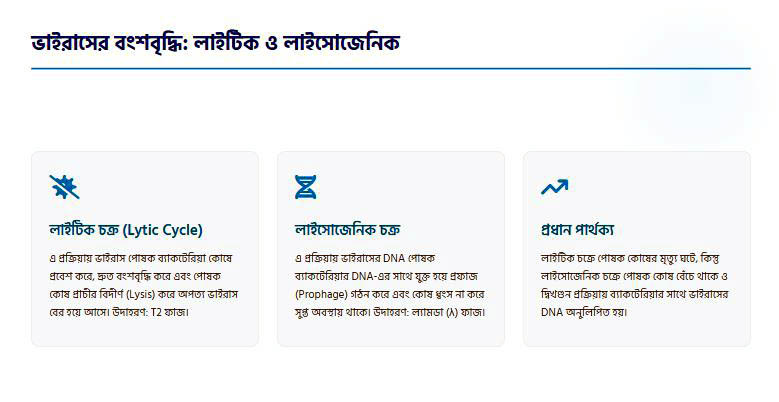 ভাইরাসের বংশবৃদ্ধি: লাইটিক ও লাইসোজেনিক
লাইটিক চক্র (Lytic Cycle)
এ প্রক্রিয়ায় ভাইরাস পোষক ব্যাকটেরিয়া কোষে
প্রবেশ করে, দ্রুত বংশবৃদ্ধি করে এবং পোষক
কোষ প্রাচীর বিদীর্ণ (Lysis) করে অপত্য ভাইরাস
বের হয়ে আসে। উদাহরণ: T2 ফাজ।
লাইসোজেনিক চক্র
এ প্রক্রিয়ায় ভাইরাসের DNA পোষক
ব্যাকটেরিয়ার DNA-এর সাথে যুক্ত হয়ে প্রফাজ
(Prophage) গঠন করে এবং কোষ ধ্বংস না করে
সুপ্ত অবস্থায় থাকে। উদাহরণ: ল্যামডা (λ) ফাজ।
প্রধান পার্থক্য
লাইটিক চক্রে পোষক কোষের মৃত্যু ঘটে, কিন্তু
লাইসোজেনিক চক্রে পোষক কোষ বেঁচে থাকে ও
দ্বিখণ্ডন প্রক্রিয়ায় ব্যাকটেরিয়ার সাথে ভাইরাসের
DNA অনুলিপিত হয়।